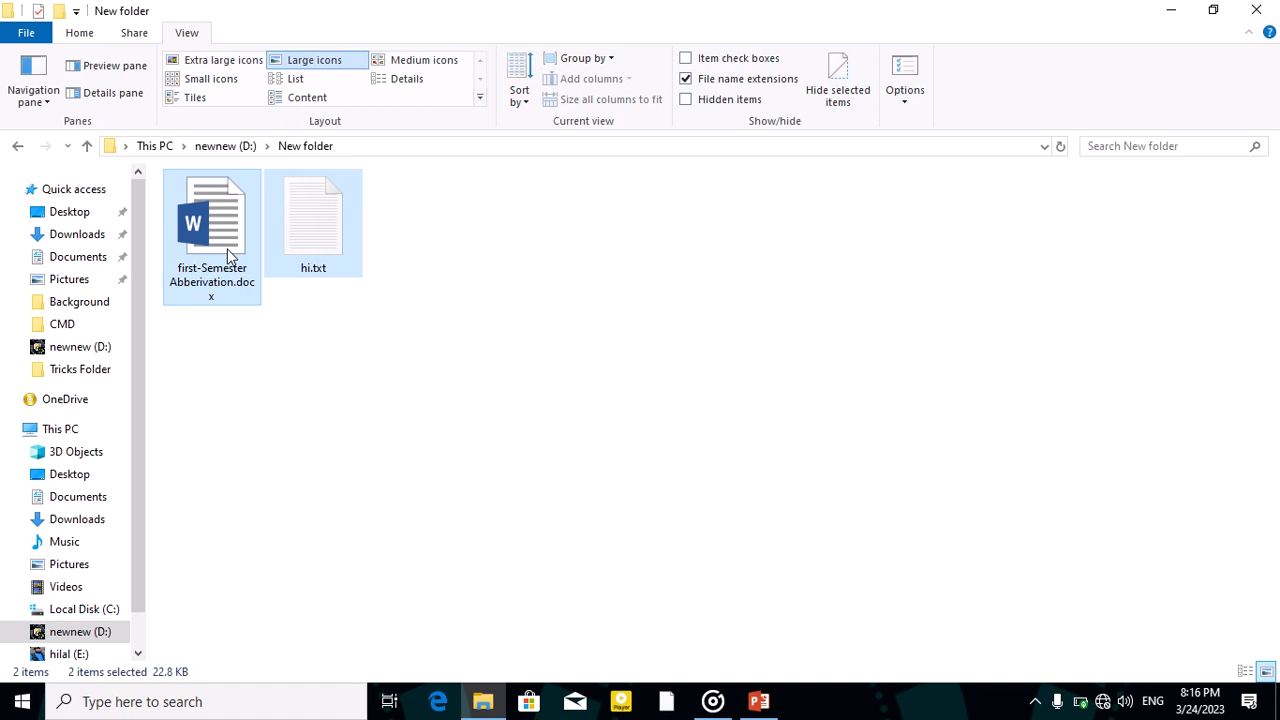 New folder
File Home Share View
Navigation pane
Preview pane
Details pane
Panes
Extra large icons Large icons Medium icons
Small icons List Details
Tiles Content
Layout
Sort by
Group by
Add columns
Size all columns to fit
Current view
Item check boxes
File name extensions
Hidden items
Hide selected items
Show/hide
Options
This PC newnew (D:) New folder
Search New folder
Quick access
Desktop
Downloads
Documents
Pictures
Background
CMD
newnew (D:)
Tricks Folder
OneDrive
This PC
3D Objects
Desktop
Documents
Downloads
Music
Pictures
Videos
Local Disk (C:)
newnew (D:)
hilal (E:)
W
first-Semester
Abberivation.doc
x
hi.txt
2 items 2 items selected 22.8 KB
Type here to search
Player
ENG
8:16 PM
3/24/2023